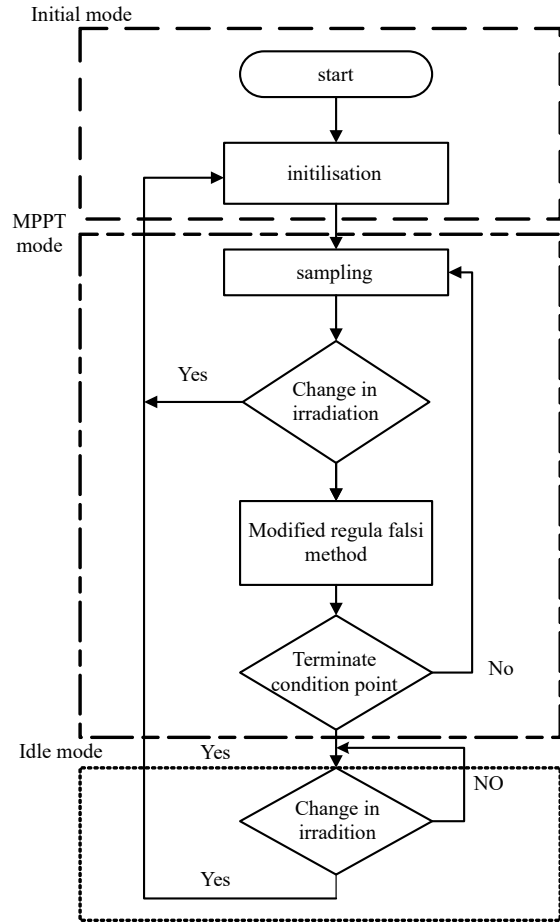 Initial mode
start
initilisation
MPPT
mode
sampling
Yes
Change in
irradiation
Modified regula falsi
method
Terminate
condition point
No
Idle mode
Yes
NO
Change in
irradition
Yes